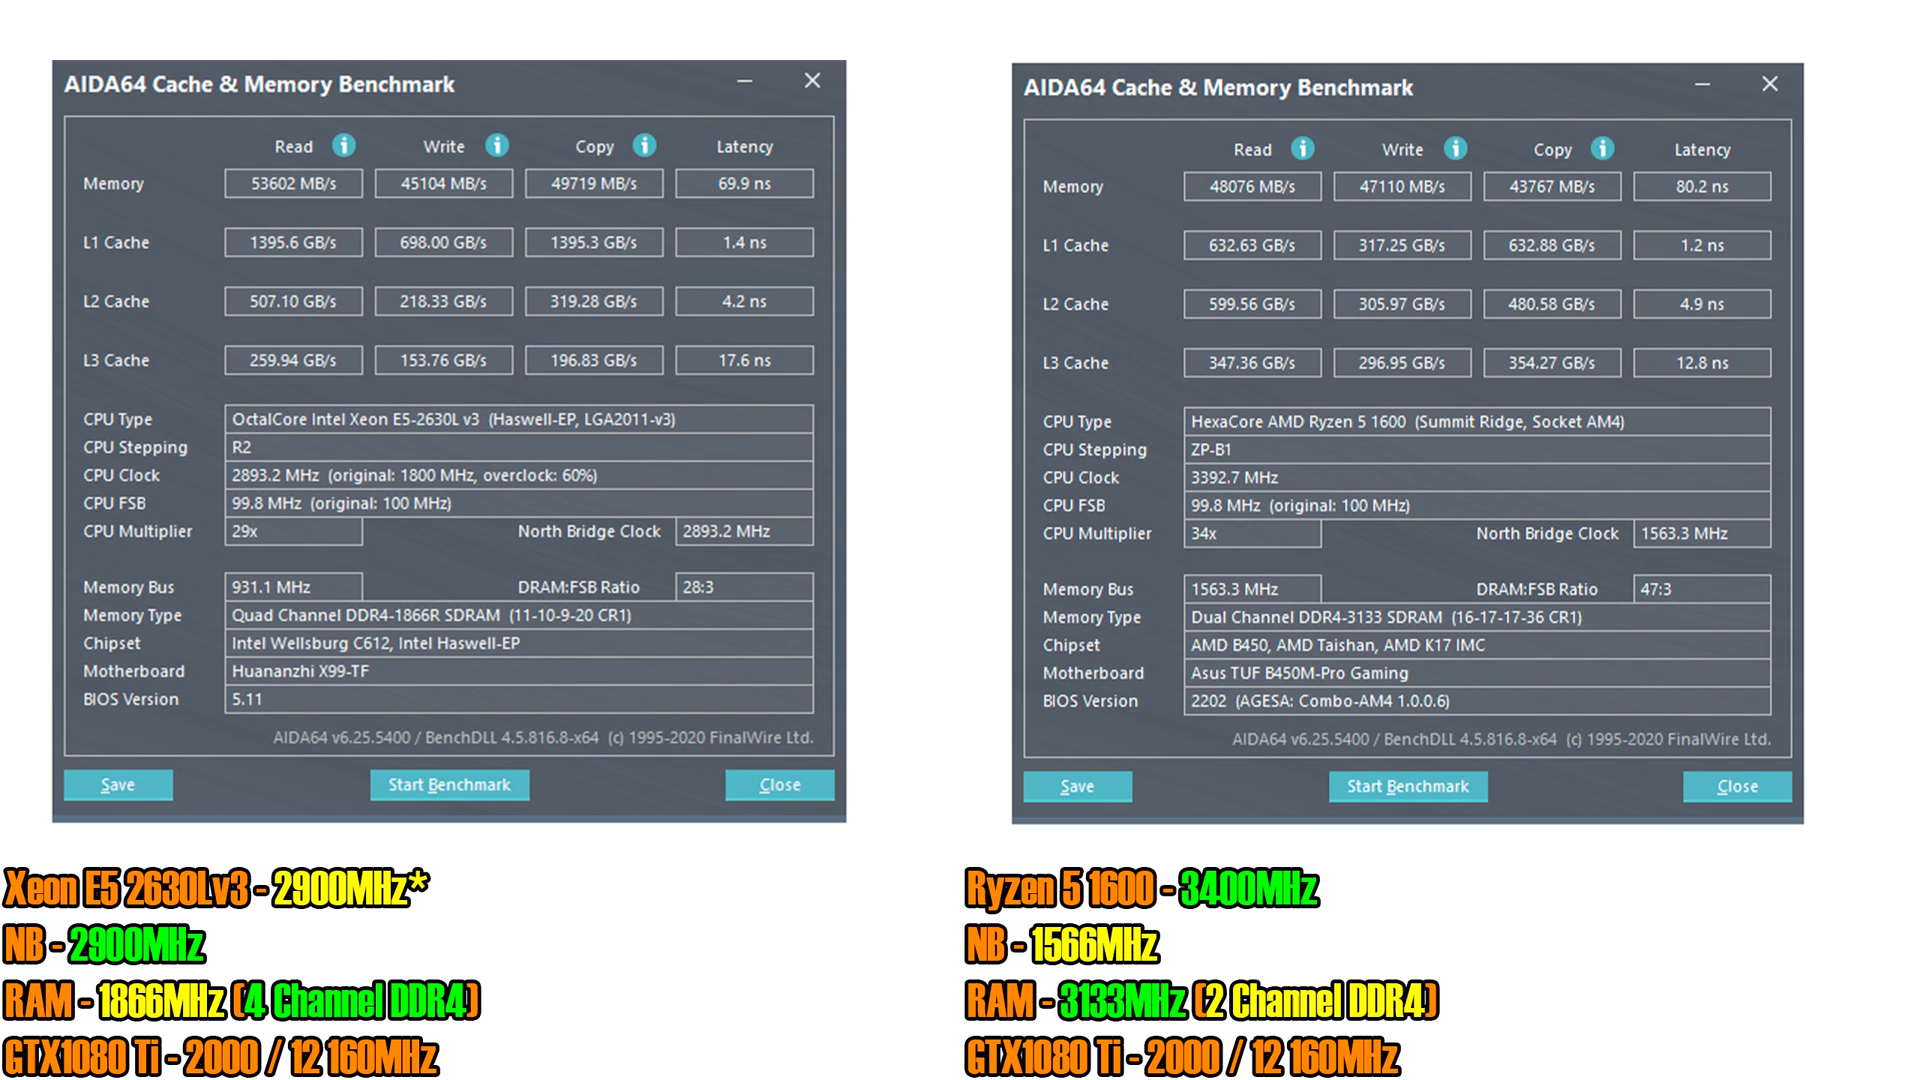 AIDA64 Cache & Memory Benchmark
Read Write Copy Latency
Memory 53602 MB/s 45104 MB/s 49719 MB/s 69.9 ns
L1 Cache 1395.6 GB/s 698.00 GB/s 1395.3 GB/s 1.4 ns
L2 Cache 507.10 GB/s 218.33 GB/s 319.28 GB/s 4.2 ns
L3 Cache 259.94 GB/s 153.76 GB/s 196.83 GB/s 17.6 ns
CPU Type OctalCore Intel Xeon E5-2630L v3 (Haswell-EP, LGA2011-v3)
CPU Stepping R2
CPU Clock 2893.2 MHz (original: 1800 MHz, overclock: 60%)
CPU FSB 99.8 MHz (original: 100 MHz)
CPU Multiplier 29x North Bridge Clock 2893.2 MHz
Memory Bus 931.1 MHz DRAM:FSB Ratio 28:3
Memory Type Quad Channel DDR4-1866R SDRAM (11-10-9-20 CR1)
Chipset Intel Wellsburg C612, Intel Haswell-EP
Motherboard Huananzhi X99-TF
BIOS Version 5.11
AIDA64 v6.25.5400 / BenchDLL 4.5.816.8-x64 (c) 1995-2020 FinalWire Ltd.
Save Start Benchmark Close
Xeon E5 2630Lv3 - 2900MHz*
NB - 2900MHz
RAM - 1866MHz (4 Channel DDR4)
GTX1080 Ti - 2000 / 12 160MHz
AIDA64 Cache & Memory Benchmark
Read Write Copy Latency
Memory 48076 MB/s 47110 MB/s 43767 MB/s 80.2 ns
L1 Cache 632.63 GB/s 317.25 GB/s 632.88 GB/s 1.2 ns
L2 Cache 599.56 GB/s 305.97 GB/s 480.58 GB/s 4.9 ns
L3 Cache 347.36 GB/s 296.95 GB/s 354.27 GB/s 12.8 ns
CPU Type HexaCore AMD Ryzen 5 1600 (Summit Ridge, Socket AM4)
CPU Stepping ZP-B1
CPU Clock 3392.7 MHz
CPU FSB 99.8 MHz (original: 100 MHz)
CPU Multiplier 34x North Bridge Clock 1563.3 MHz
Memory Bus 1563.3 MHz DRAM:FSB Ratio 47:3
Memory Type Dual Channel DDR4-3133 SDRAM (16-17-17-36 CR1)
Chipset AMD B450, AMD Taishan, AMD K17 IMC
Motherboard Asus TUF B450M-Pro Gaming
BIOS Version 2202 (AGESA: Combo-AM4 1.0.0.6)
AIDA64 v6.25.5400 / BenchDLL 4.5.816.8-x64 (c) 1995-2020 FinalWire Ltd.
Save Start Benchmark Close
Ryzen 5 1600 - 3400MHz
NB - 1566MHz
RAM - 3133MHz (2 Channel DDR4)
GTX1080 Ti - 2000 / 12 160MHz